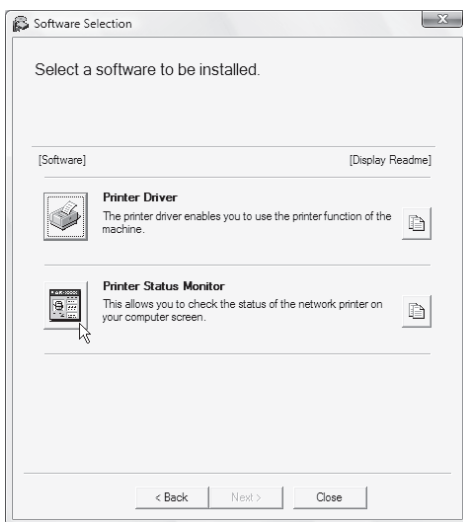 Software Selection
X
Select a software to be installed.
[Software] [Display Readme]
Printer Driver
The printer driver enables you to use the printer function of the
machine.
Printer Status Monitor
This allows you to check the status of the network printer on
your computer screen.
< Back Next > Close